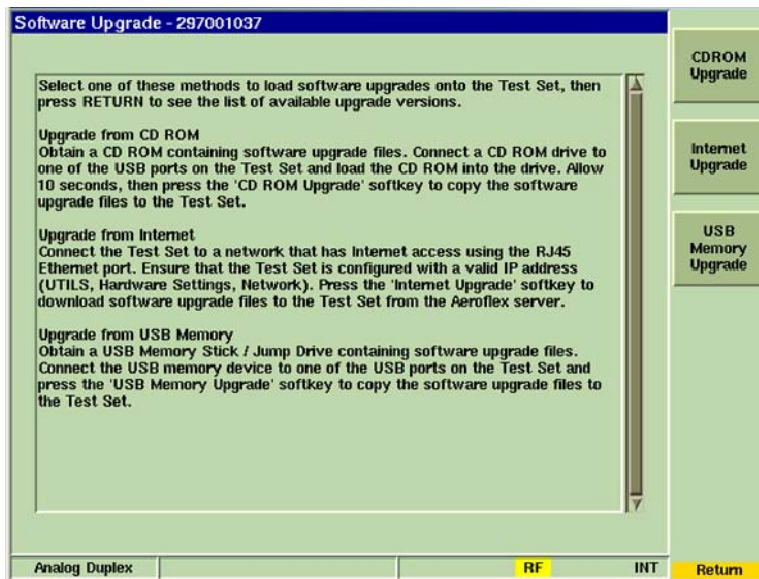 Software Upgrade - 297001037
Select one of these methods to load software upgrades onto the Test Set, then
press RETURN to see the list of available upgrade versions.
Upgrade from CD ROM
Obtain a CD ROM containing software upgrade files. Connect a CD ROM drive to
one of the USB ports on the Test Set and load the CD ROM into the drive. Allow
10 seconds, then press the 'CD ROM Upgrade' softkey to copy the software
upgrade files to the Test Set.
Upgrade from Internet
Connect the Test Set to a network that has Internet access using the RJ45
Ethernet port. Ensure that the Test Set is configured with a valid IP address
(UTILS, Hardware Settings, Network). Press the 'Internet Upgrade' softkey to
download software upgrade files to the Test Set from the Aeroflex server.
Upgrade from USB Memory
Obtain a USB Memory Stick / Jump Drive containing software upgrade files.
Connect the USB memory device to one of the USB ports on the Test Set and
press the 'USB Memory Upgrade' softkey to copy the software upgrade files to
the Test Set.
CDROM
Upgrade
Internet
Upgrade
USB
Memory
Upgrade
Analog Duplex
RF
INT
Return